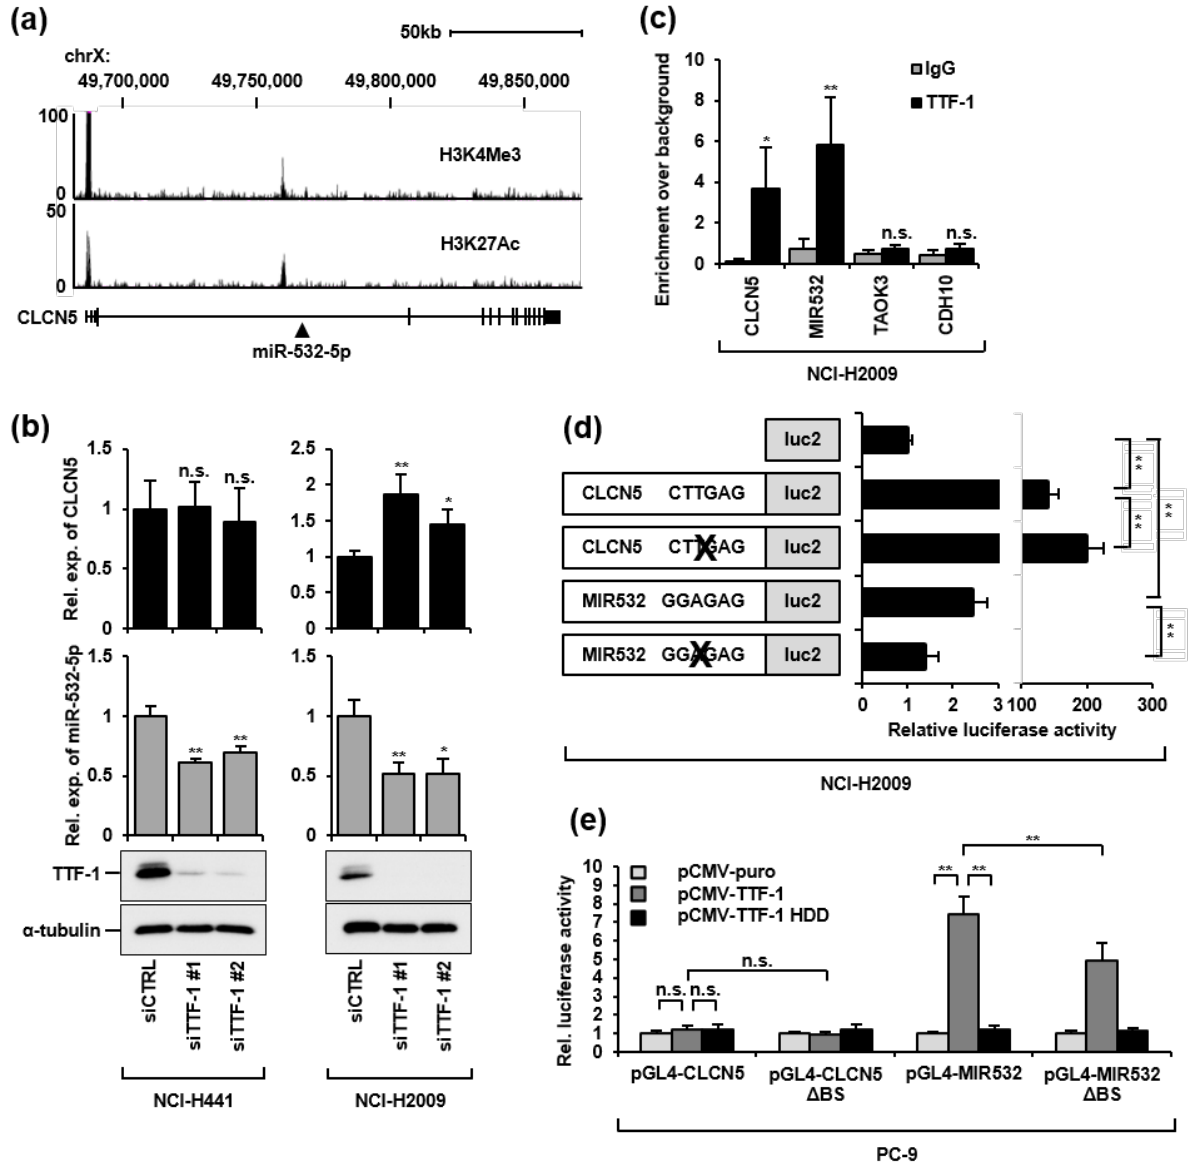 (a)
50kb
chrX:
49,700,000 49,750,000 49,800,000 49,850,000
100
H3K4Me3
0
50
H3K27Ac
0
CLCN5
miR-532-5p
(b)
Rel. exp. of CLCN5
1.5
1
0.5
0
n.s.
n.s.
2.5
2
1.5
1
0.5
0
**
*
Rel. exp. of miR-532-5p
1.5
1
0.5
0
**
**
1.5
1
0.5
0
**
*
TTF-1
α-tubulin
siCTRL
siTTF-1 #1
siTTF-1 #2
siCTRL
siTTF-1 #1
siTTF-1 #2
NCI-H441
NCI-H2009
(c)
Enrichment over background
10
8
6
4
2
0
IgG
TTF-1
*
**
n.s.
n.s.
CLCN5
MIR532
TAOK3
CDH10
NCI-H2009
(d)
luc2
CLCN5 CTTGAG luc2
CLCN5 CTTGAG luc2
X
MIR532 GGAGAG luc2
MIR532 GGAGAG luc2
X
**
**
**
**
0 1 2 3 100 200 300
Relative luciferase activity
NCI-H2009
(e)
Rel. luciferase activity
10
9
8
7
6
5
4
3
2
1
0
pCMV-puro
pCMV-TTF-1
pCMV-TTF-1 HDD
n.s.
n.s.
n.s.
**
**
**
pGL4-CLCN5
pGL4-CLCN5
ΔBS
pGL4-MIR532
pGL4-MIR532
ΔBS
PC-9